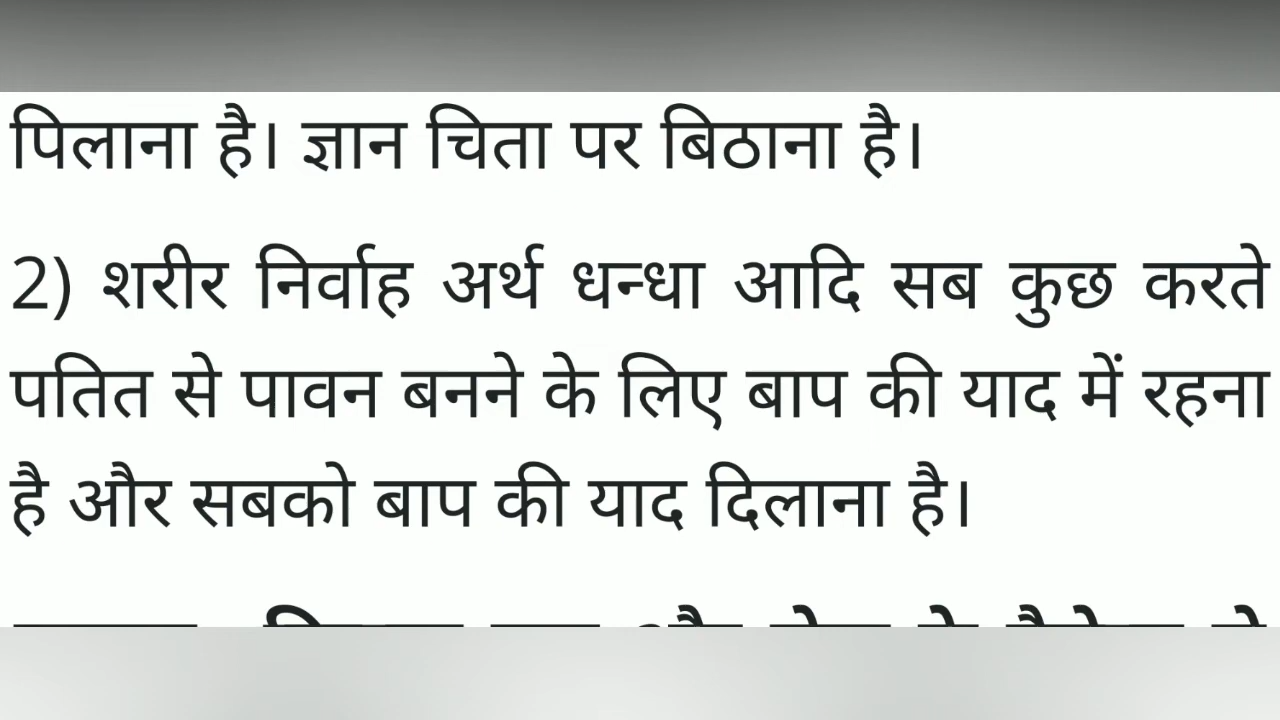 पिलाना है। ज्ञान चिता पर बिठाना है।
2) शरीर निर्वाह अर्थ धन्धा आदि सब कुछ करते
पतित से पावन बनने के लिए बाप की याद में रहना
है और सबको बाप की याद दिलाना है।